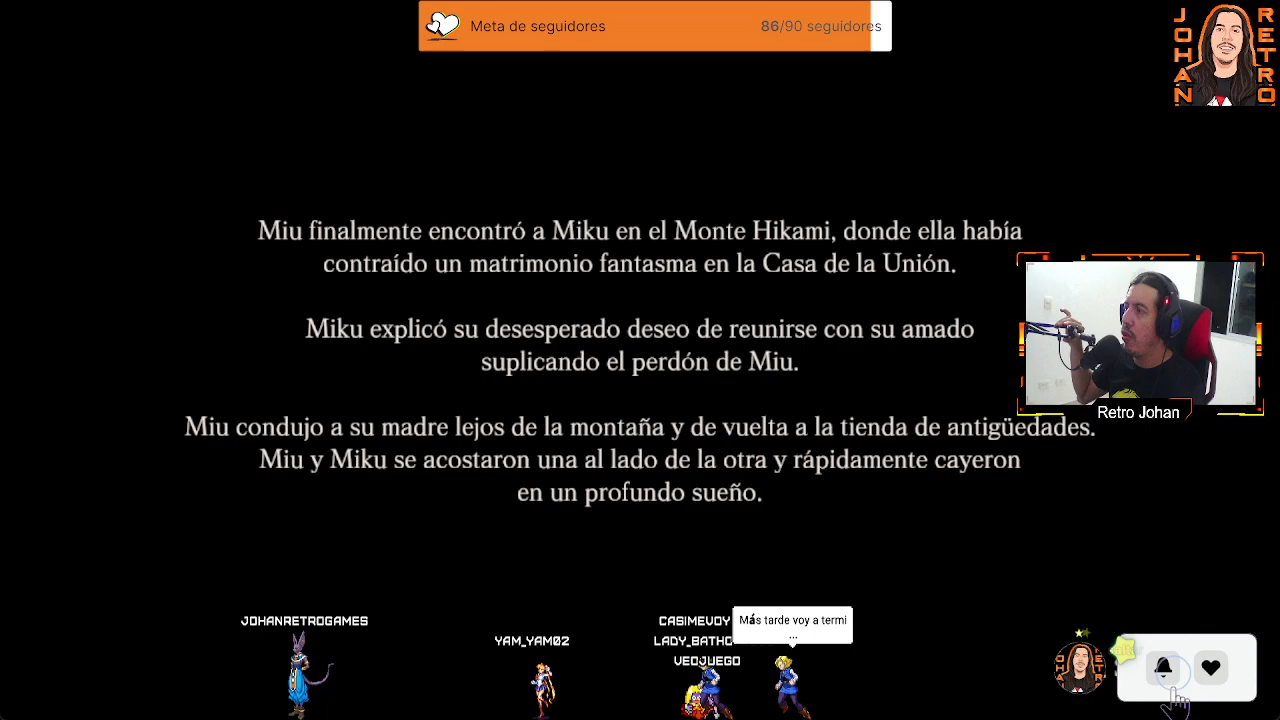 Meta de seguidores
86/90 seguidores
JOHAN
RETRO
Miu finalmente encontró a Miku en el Monte Hikami, donde ella había
contraído un matrimonio fantasma en la Casa de la Unión.
Miku explicó su desesperado deseo de reunirse con su amado
suplicando el perdón de Miu.
Retro Johan
Miu condujo a su madre lejos de la montaña y de vuelta a la tienda de antigüedades.
Miu y Miku se acostaron una al lado de la otra y rápidamente cayeron
en un profundo sueño.
JOHANRETROGAMES
YAM_YAM02
CASIMEVOY
LADY_BATHO
VEOJUEGO
Más tarde voy a termi
...